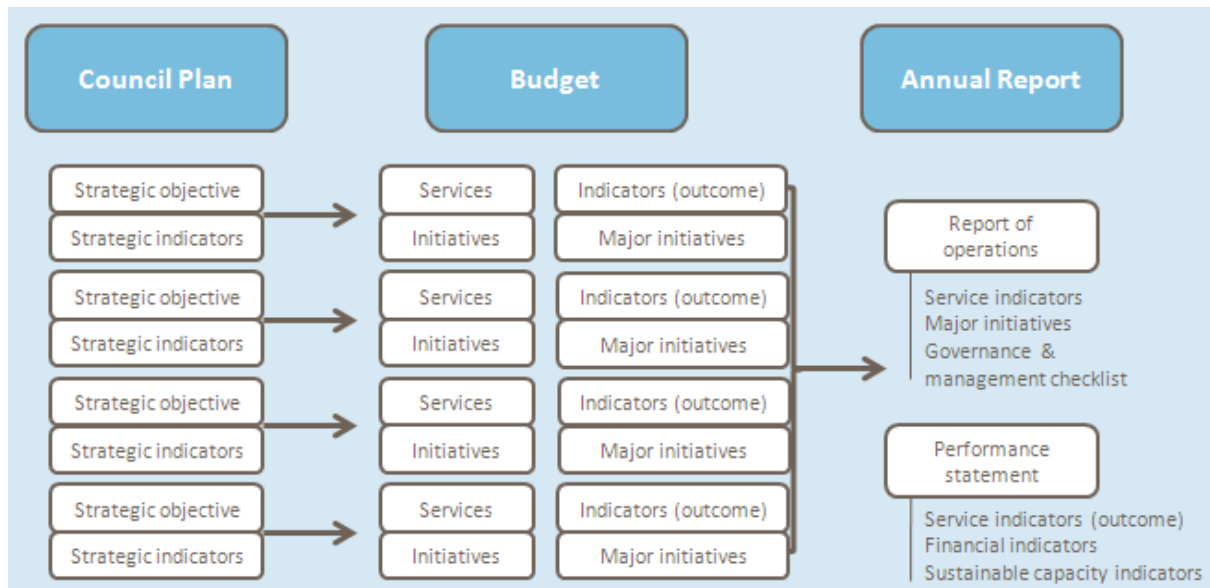 Council Plan
Budget
Annual Report
Strategic objective
Strategic indicators
Services
Initiatives
Indicators (outcome)
Major initiatives
Strategic objective
Strategic indicators
Services
Initiatives
Indicators (outcome)
Major initiatives
Strategic objective
Strategic indicators
Services
Initiatives
Indicators (outcome)
Major initiatives
Strategic objective
Strategic indicators
Services
Initiatives
Indicators (outcome)
Major initiatives
Report of
operations
Service indicators
Major initiatives
Governance &
management checklist
Performance
statement
Service indicators (outcome)
Financial indicators
Sustainable capacity indicators